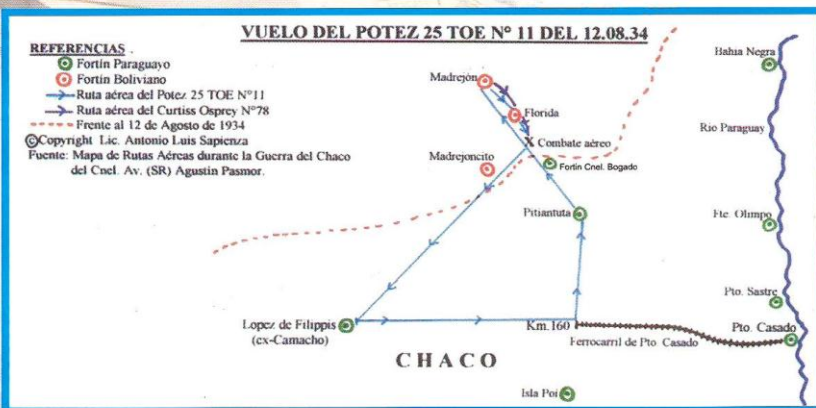 VUELO DEL POTEZ 25 TOE N° 11 DEL 12.08.34
REFERENCIAS .
Fortín Paraguayo
Fortín Boliviano
Ruta aérea del Potez 25 TOE N°11
Ruta aérea del Curtiss Osprey N°78
Frente al 12 de Agosto de 1934
©Copyright Lic. Antonio Luis Sapienza
Fuente: Mapa de Rutas Aéreas durante la Guerra del Chaco
del Cnel. Av. (SR) Agustín Pasmor.
Madrejón
Florida
X Combate aéreo
Madrejoncito
Fortín Cnel. Bogado
Pitiantuta
Bahia Negra
Rio Paraguay
Fte. Olimpo
Pto. Sastre
Pto. Casado
Lopez de Filippis
(ex-Camacho)
Km.160
Ferrocarril de Pto. Casado
CHACO
Isla Poi